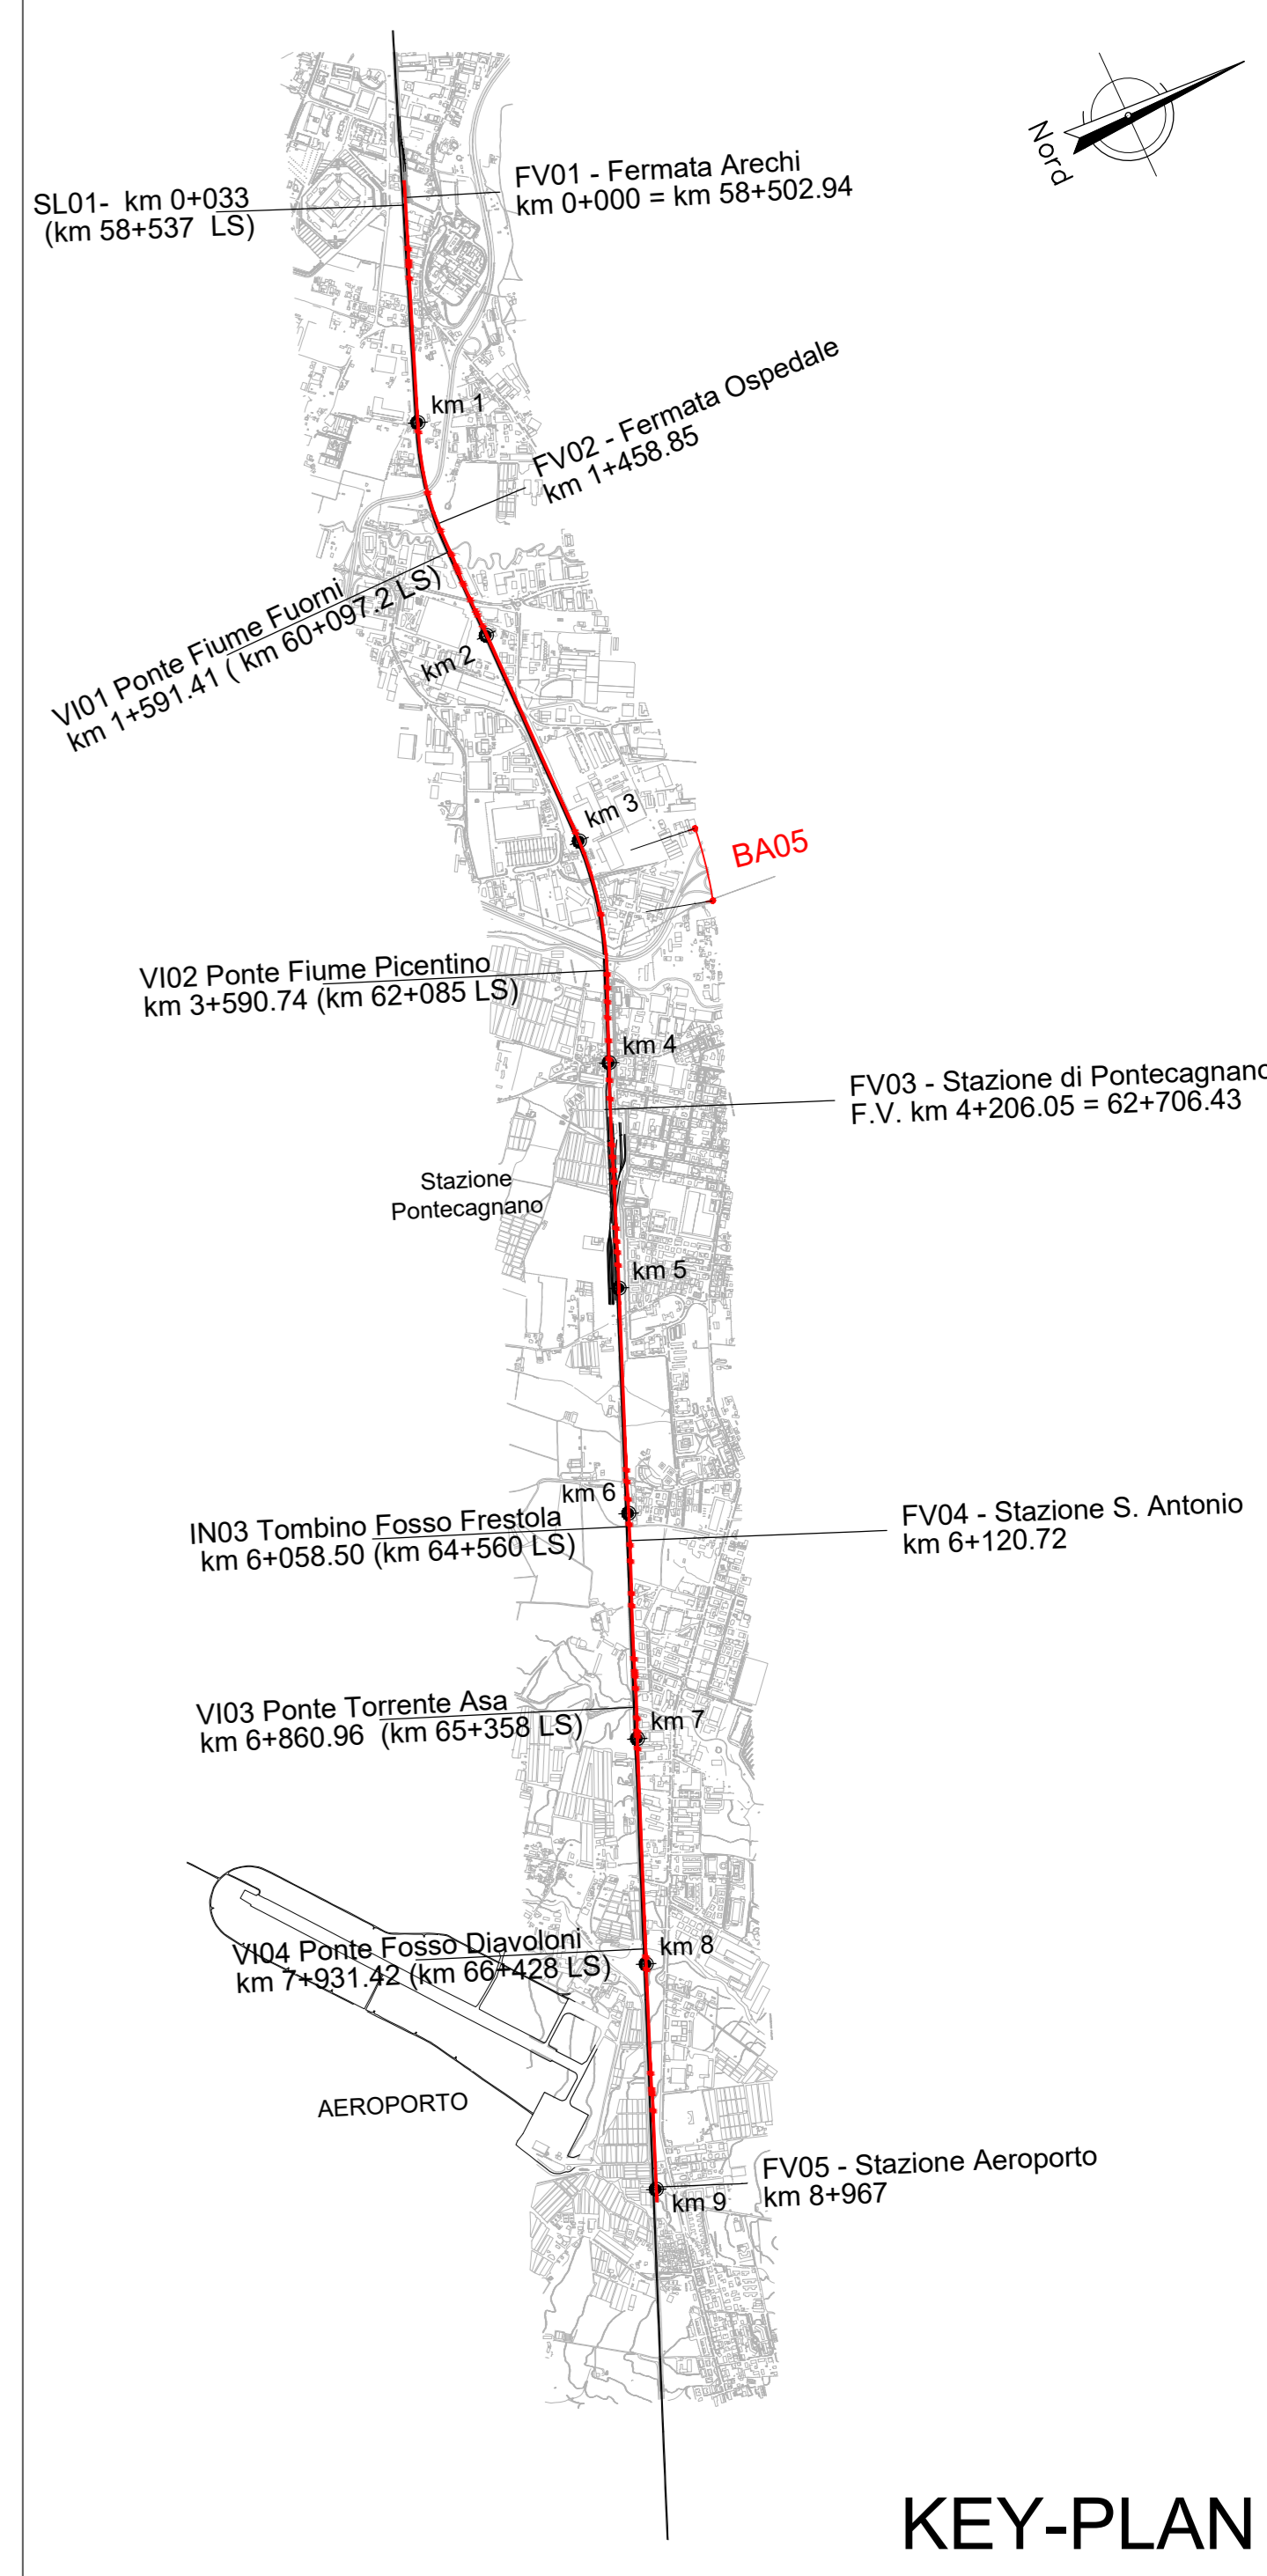 Nord
FV01 - Fermata Arechi
km 0+000 = km 58+502.94
SL01-  km 0+033
(km 58+537  LS)
km 1
FV02 - Fermata Ospedale
km 1+458.85
VI01 Ponte Fiume Fuorni
km 1+591.41 ( km 60+097.2 LS)
km 2
km 3
BA05
VI02 Ponte Fiume Picentino
km 3+590.74 (km 62+085 LS)
km 4
FV03 - Stazione di Pontecagnano
F.V. km 4+206.05 = 62+706.43
Stazione
Pontecagnano
km 5
km 6
IN03 Tombino Fosso Frestola
km 6+058.50 (km 64+560 LS)
FV04 - Stazione S. Antonio
km 6+120.72
VI03 Ponte Torrente Asa
km 6+860.96  (km 65+358 LS)
km 7
VI04 Ponte Fosso Diavoloni
km 7+931.42 (km 66+428 LS)
km 8
AEROPORTO
FV05 - Stazione Aeroporto
km 8+967
km 9
KEY-PLAN